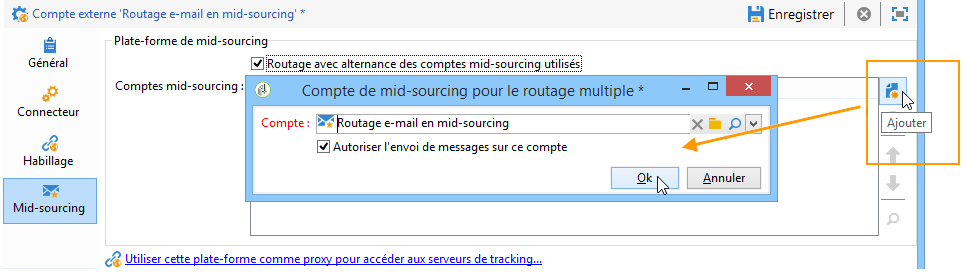 Compte externe 'Routage e-mail en mid-sourcing' *
Enregistrer
Général
Connecteur
Habillage
Mid-sourcing
Plate-forme de mid-sourcing
Routage avec alternance des comptes mid-sourcing utilisés
Comptes mid-sourcing :
Ajouter
Compte de mid-sourcing pour le routage multiple *
Compte : Routage e-mail en mid-sourcing
Autoriser l'envoi de messages sur ce compte
Ok
Annuler
Utiliser cette plate-forme comme proxy pour accéder aux serveurs de tracking...